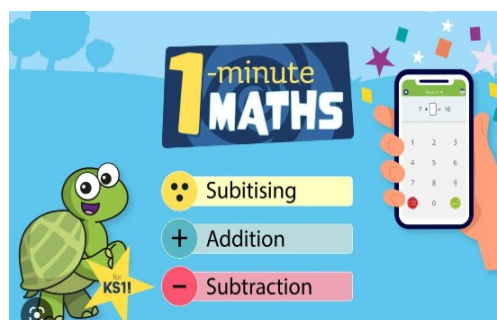 1-minute
MATHS
Subitising
+ Addition
- Subtraction
for
KS1!
7 + = 10
1 2 3
4 5 6
7 8 9
0